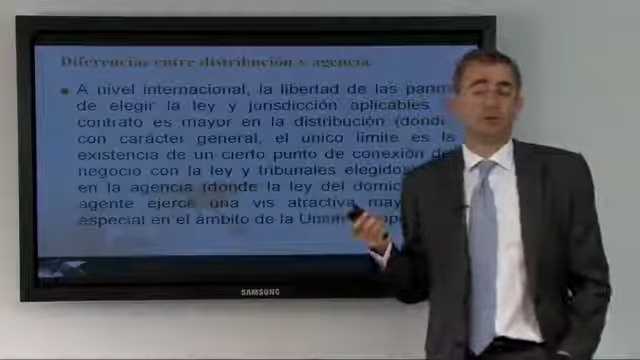 Diferencias entre distribución y agencia
A nivel internacional, la libertad de las
de elegir la ley y jurisdicción aplicables
contrato es mayor en la distribución
con carácter general, el único límite es la
existencia de un cierto punto de conexión del
negocio con la ley y tribunales elegidos)
en la agencia (donde la ley del
agente ejerce una vis atractiva
especial en el ámbito de la
SAMSUNG